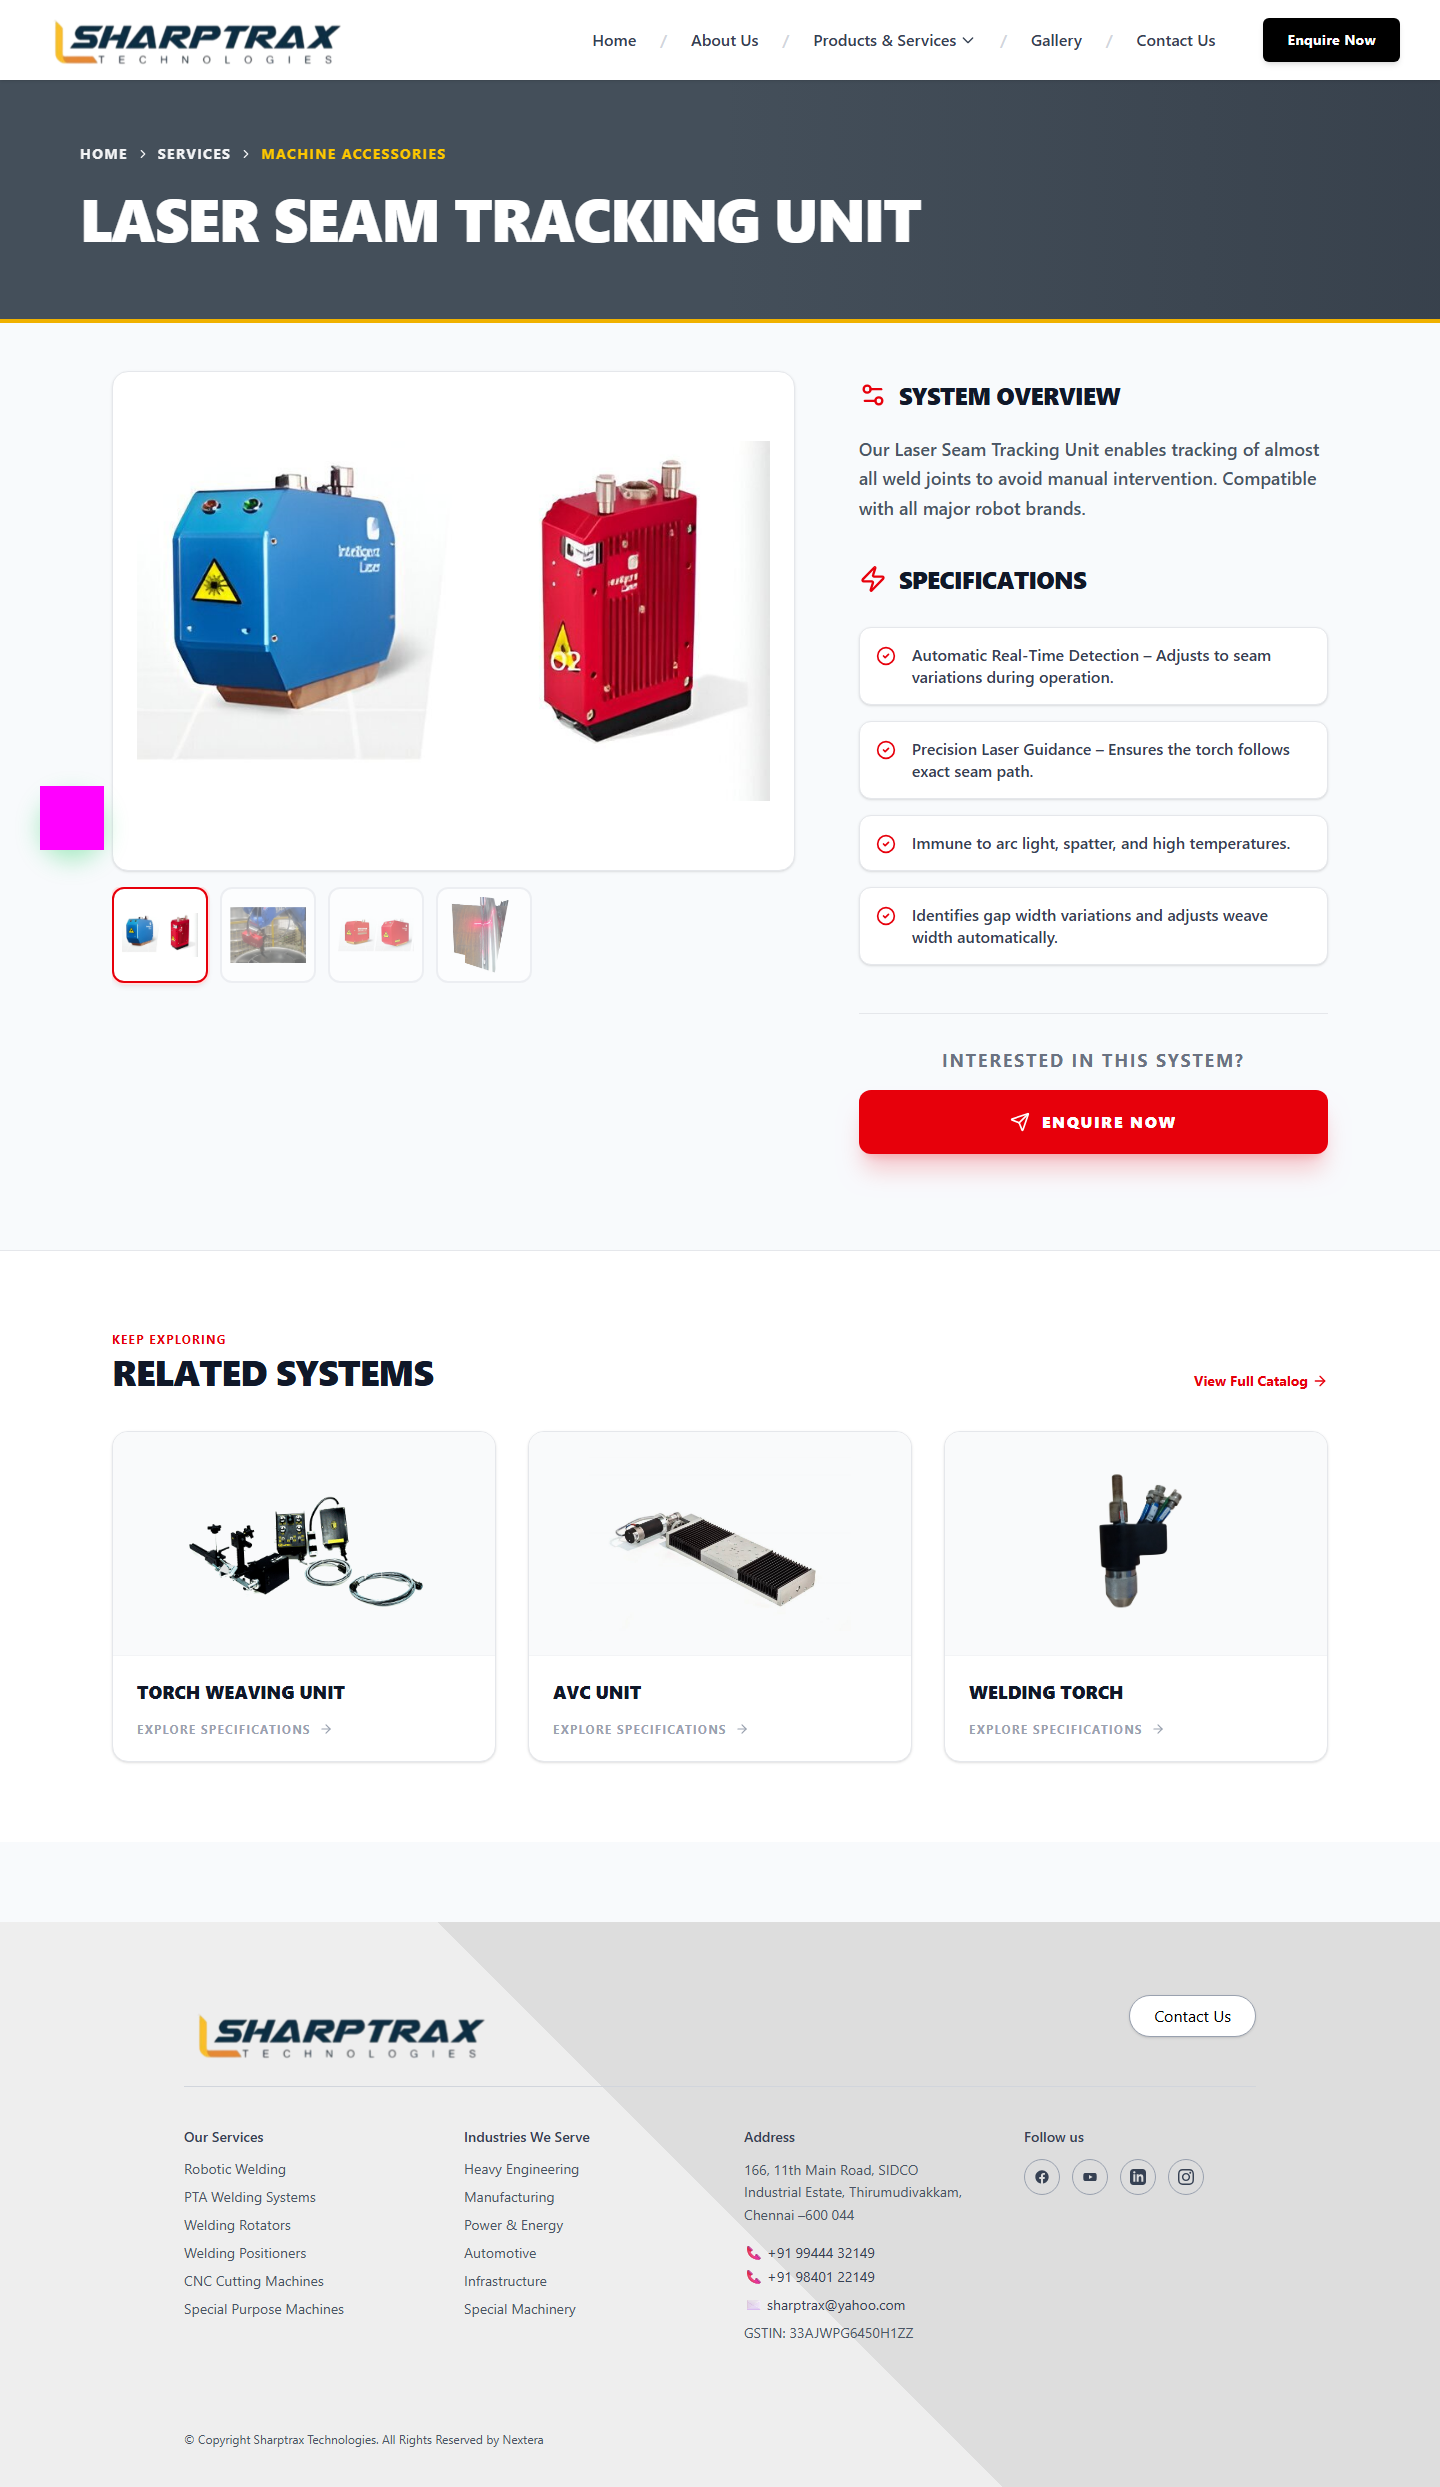 SHARPTRAX
TECHNOLOGIES
Home / About Us / Products & Services / Gallery / Contact Us
Enquire Now
HOME > SERVICES > MACHINE ACCESSORIES
LASER SEAM TRACKING UNIT
Intelligent
Laser
02
SYSTEM OVERVIEW
Our Laser Seam Tracking Unit enables tracking of almost
all weld joints to avoid manual intervention. Compatible
with all major robot brands.
SPECIFICATIONS
Automatic Real-Time Detection – Adjusts to seam
variations during operation.
Precision Laser Guidance – Ensures the torch follows
exact seam path.
Immune to arc light, spatter, and high temperatures.
Identifies gap width variations and adjusts weave
width automatically.
INTERESTED IN THIS SYSTEM?
ENQUIRE NOW
KEEP EXPLORING
RELATED SYSTEMS
View Full Catalog
TORCH WEAVING UNIT
EXPLORE SPECIFICATIONS
AVC UNIT
EXPLORE SPECIFICATIONS
WELDING TORCH
EXPLORE SPECIFICATIONS
SHARPTRAX
TECHNOLOGIES
Contact Us
Our Services
Robotic Welding
PTA Welding Systems
Welding Rotators
Welding Positioners
CNC Cutting Machines
Special Purpose Machines
Industries We Serve
Heavy Engineering
Manufacturing
Power & Energy
Automotive
Infrastructure
Special Machinery
Address
166, 11th Main Road, SIDCO
Industrial Estate, Thirumudivakkam,
Chennai –600 044
+91 99444 32149
+91 98401 22149
sharptrax@yahoo.com
GSTIN: 33AJWPG6450H1ZZ
Follow us
© Copyright Sharptrax Technologies. All Rights Reserved by Nextera